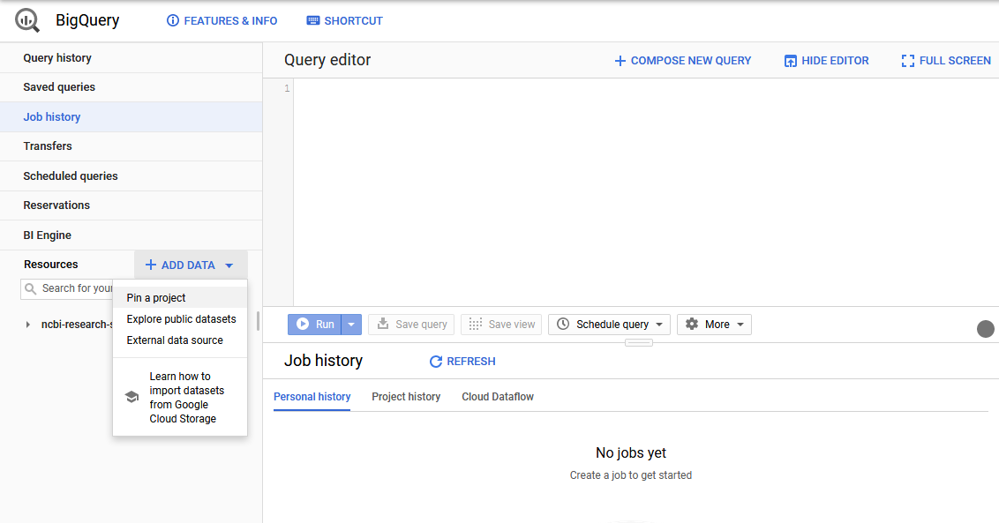 BigQuery
FEATURES & INFO
SHORTCUT
Query history
Saved queries
Job history
Transfers
Scheduled queries
Reservations
BI Engine
Resources
ADD DATA
Search for your
ncbi-research-s
Pin a project
Explore public datasets
External data source
Learn how to
import datasets
from Google
Cloud Storage
Query editor
COMPOSE NEW QUERY
HIDE EDITOR
FULL SCREEN
1
Run
Save query
Save view
Schedule query
More
Job history
REFRESH
Personal history
Project history
Cloud Dataflow
No jobs yet
Create a job to get started